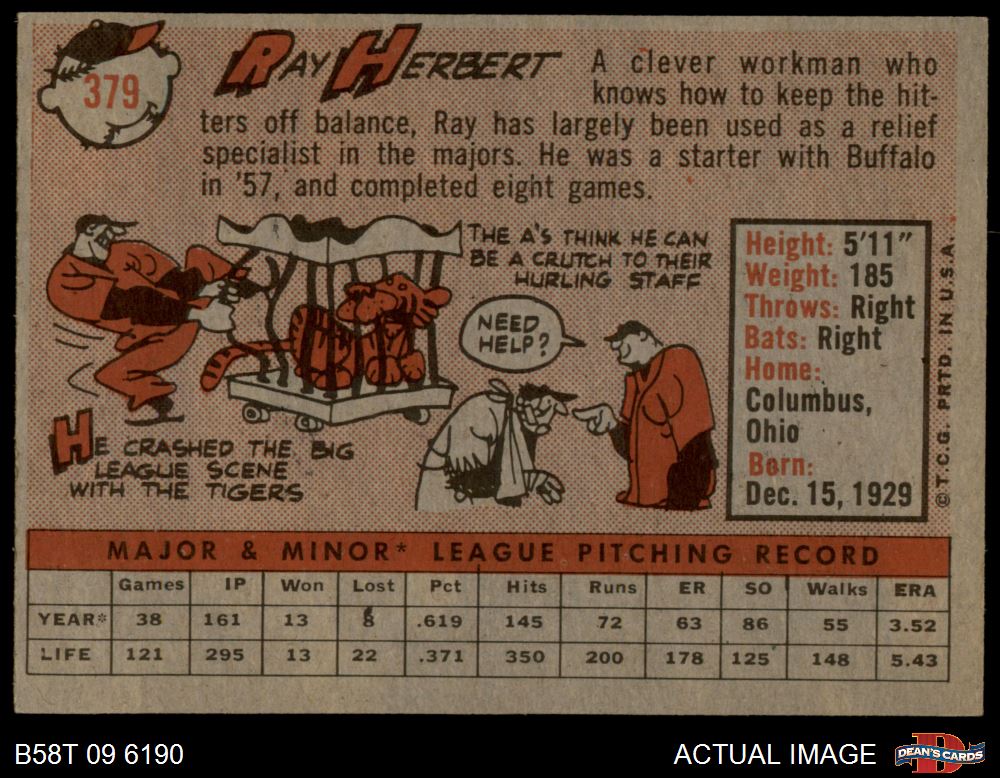 379
RAY HERBERT
A clever workman who
knows how to keep the hit-
ters off balance, Ray has largely been used as a relief
specialist in the majors. He was a starter with Buffalo
in '57, and completed eight games.
THE A'S THINK HE CAN
BE A CRUTCH TO THEIR
HURLING STAFF
NEED
HELP?
HE CRASHED THE BIG
LEAGUE SCENE
WITH THE TIGERS
Height: 5'11"
Weight: 185
Throws: Right
Bats: Right
Home:
Columbus,
Ohio
Born:
Dec. 15, 1929
© T.C.G. PRTD. IN U.S.A.
MAJOR & MINOR* LEAGUE PITCHING RECORD
Games IP Won Lost Pct Hits Runs ER SO Walks ERA
YEAR* 38 161 13 8 .619 145 72 63 86 55 3.52
LIFE 121 295 13 22 .371 350 200 178 125 148 5.43
B58T 09 6190
ACTUAL IMAGE
DEAN'S CARDS